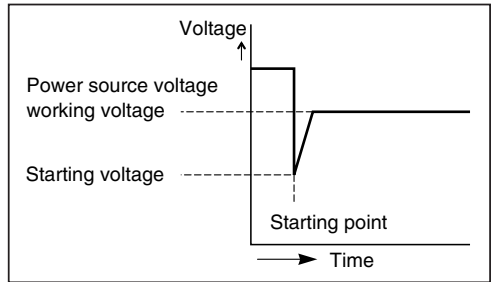 Voltage
Power source voltage
working voltage
Starting voltage
Starting point
Time